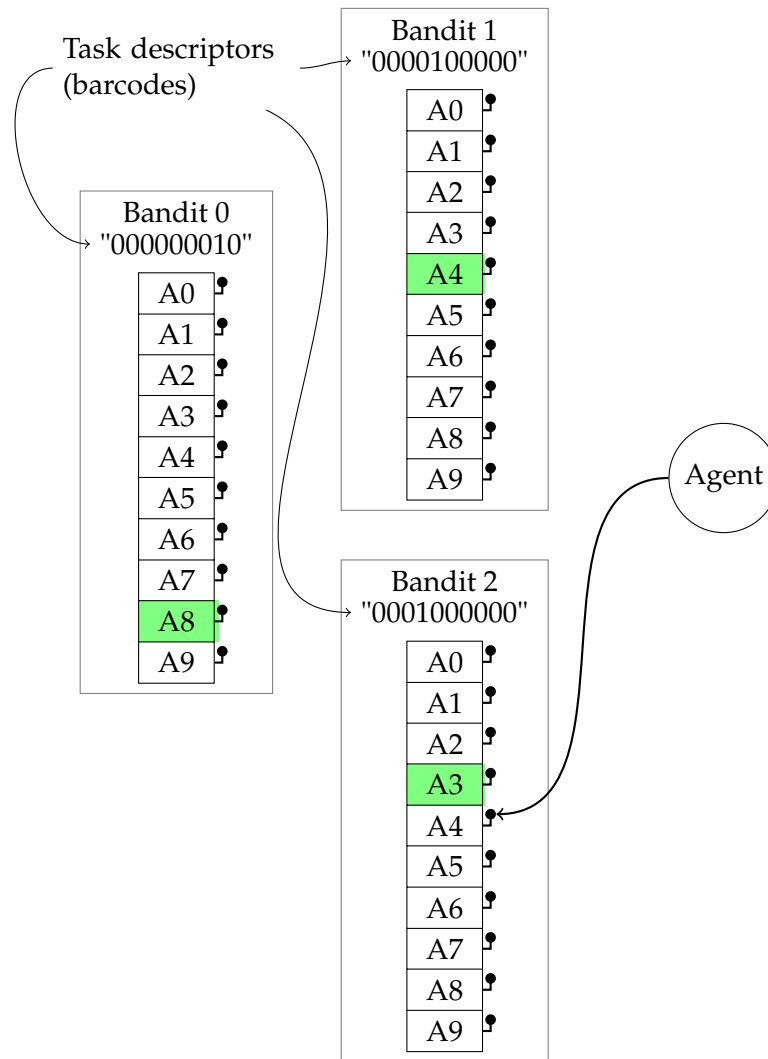 Task descriptors
(barcodes)
Bandit 1
"0000100000"
A0
A1
A2
A3
A4
A5
A6
A7
A8
A9
Bandit 0
"000000010"
A0
A1
A2
A3
A4
A5
A6
A7
A8
A9
Agent
Bandit 2
"0001000000"
A0
A1
A2
A3
A4
A5
A6
A7
A8
A9